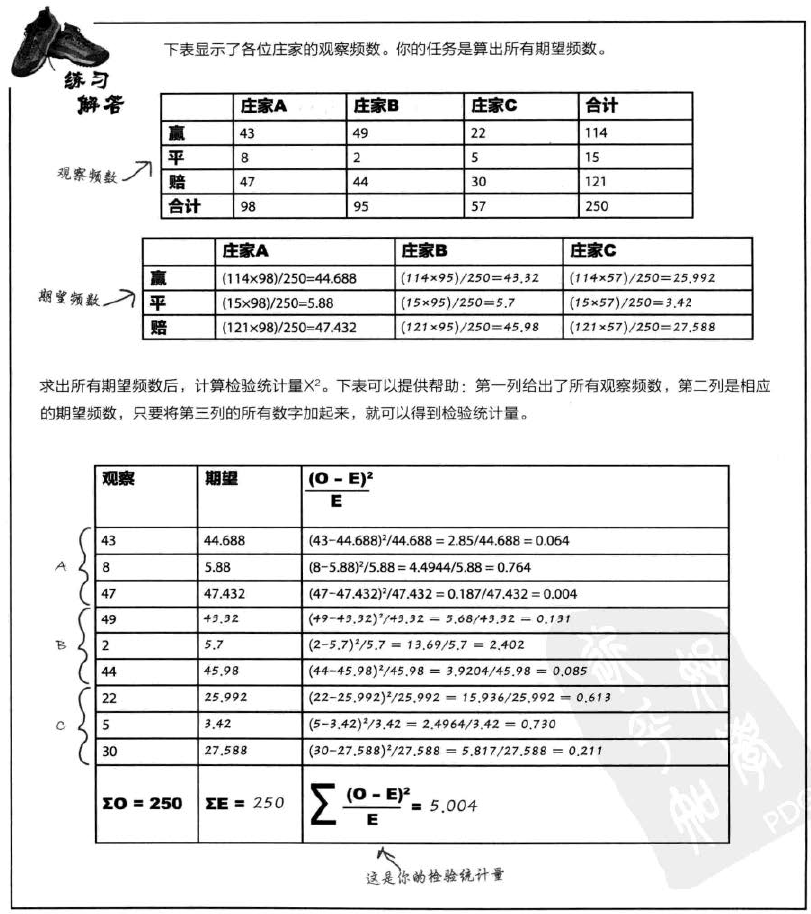 下表显示了各位庄家的观察频数。你的任务是算出所有期望频数。
练习
解答
庄家A 庄家B 庄家C 合计
赢 43 49 22 114
平 8 2 5 15
赔 47 44 30 121
合计 98 95 57 250
观察频数
庄家A 庄家B 庄家C
赢 (114×98)/250=44.688 (114×95)/250=43.32 (114×57)/250=25.992
平 (15×98)/250=5.88 (15×95)/250=5.7 (15×57)/250=3.42
赔 (121×98)/250=47.432 (121×95)/250=45.98 (121×57)/250=27.588
期望频数
求出所有期望频数后，计算检验统计量X²。下表可以提供帮助：第一列给出了所有观察频数，第二列是相应
的期望频数，只要将第三列的所有数字加起来，就可以得到检验统计量。
观察 期望 (O – E)²
E
43 44.688 (43-44.688)²/44.688 = 2.85/44.688 = 0.064
A 8 5.88 (8-5.88)²/5.88 = 4.4944/5.88 = 0.764
47 47.432 (47-47.432)²/47.432 = 0.187/47.432 = 0.004
49 43.32 (49-43.32)²/43.32 = 5.68/43.32 = 0.131
B 2 5.7 (2-5.7)²/5.7 = 13.69/5.7 = 2.402
44 45.98 (44-45.98)²/45.98 = 3.9204/45.98 = 0.085
22 25.992 (22-25.992)²/25.992 = 15.936/25.992 = 0.613
C 5 3.42 (5-3.42)²/3.42 = 2.4964/3.42 = 0.730
30 27.588 (30-27.588)²/27.588 = 5.817/27.588 = 0.211
ΣO = 250 ΣE = 250 ∑ (O – E)² = 5.004
E
这是你的检验统计量